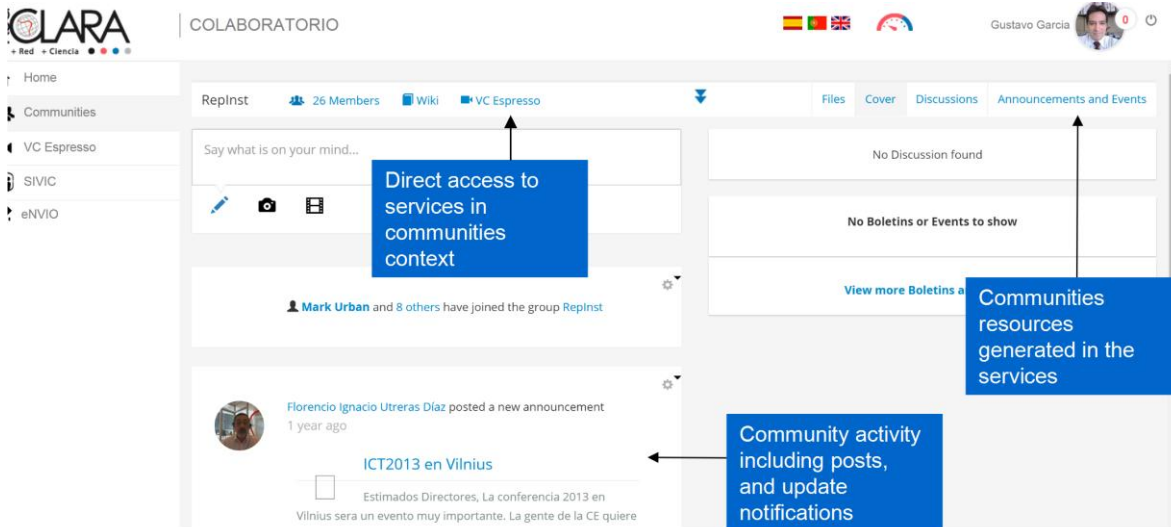 CLARA
+ Red + Ciencia
COLABORATORIO
Gustavo Garcia
0
Home
Communities
VC Espresso
SIVIC
eNVIO
RepInst
26 Members
Wiki
VC Espresso
Files
Cover
Discussions
Announcements and Events
Say what is on your mind...
No Discussion found
No Boletins or Events to show
View more Boletins a
Direct access to
services in
communities
context
Communities
resources
generated in the
services
Mark Urban and 8 others have joined the group RepInst
Florencio Ignacio Utreras Díaz posted a new announcement
1 year ago
ICT2013 en Vilnius
Estimados Directores, La conferencia 2013 en
Vilnius sera un evento muy importante. La gente de la CE quiere
Community activity
including posts,
and update
notifications